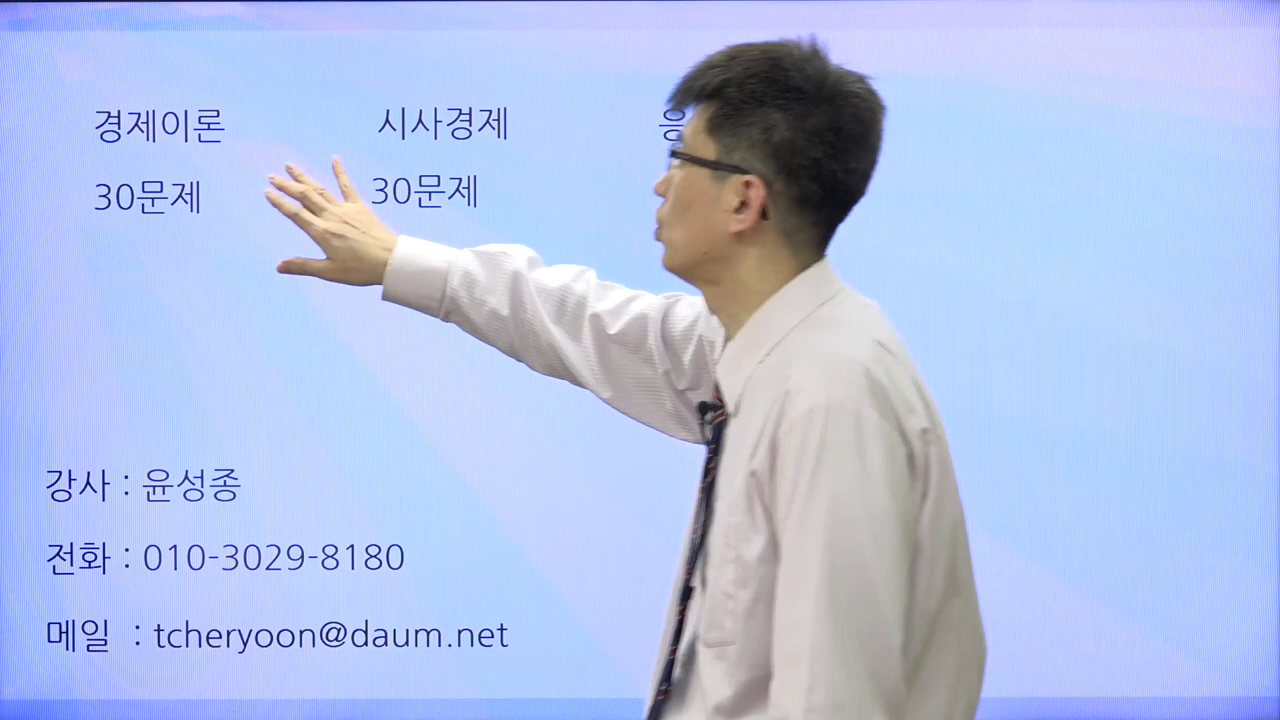 경제이론 시사경제 응
30문제 30문제
강사 : 윤성종
전화 : 010-3029-8180
메일 : tcheryoon@daum.net